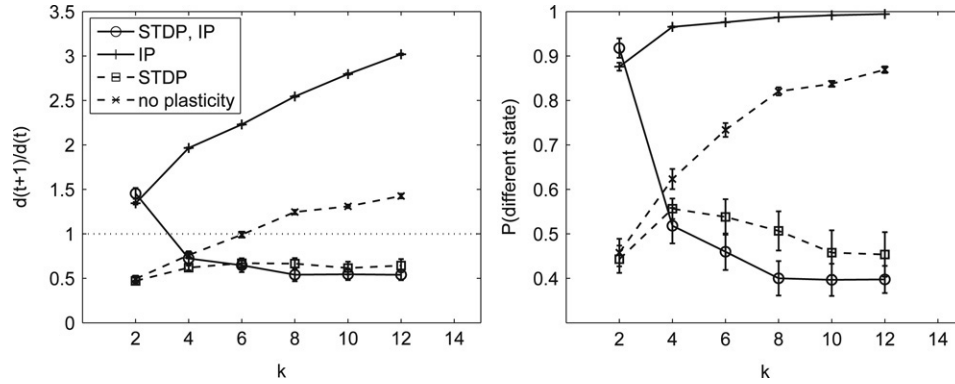 d(t+1)/d(t)
3.5
3
2.5
2
1.5
1
0.5
0
STDP, IP
IP
STDP
no plasticity
2 4 6 8 10 12 14
k
P(different state)
1
0.9
0.8
0.7
0.6
0.5
0.4
2 4 6 8 10 12 14
k